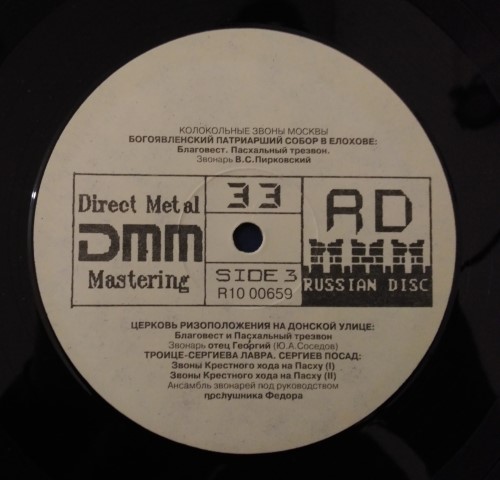 КОЛОКОЛЬНЫЕ ЗВОНЫ МОСКВЫ
БОГОЯВЛЕНСКИЙ ПАТРИАРШИЙ СОБОР В ЕЛОХОВЕ:
Благовест. Пасхальный трезвон.
Звонарь В.С.Пирковский
Direct Metal
DMM
Mastering
33
SIDE 3
R10 00659
RD
RUSSIAN DISC
ЦЕРКОВЬ РИЗОПОЛОЖЕНИЯ НА ДОНСКОЙ УЛИЦЕ:
Благовест и Пасхальный трезвон
Звонарь отец Георгий (Ю.А.Соседов)
ТРОИЦЕ-СЕРГИЕВА ЛАВРА. СЕРГИЕВ ПОСАД:
Звоны Крестного хода на Пасху (I)
Звоны Крестного хода на Пасху (II)
Ансамбль звонарей под руководством
послушника Федора